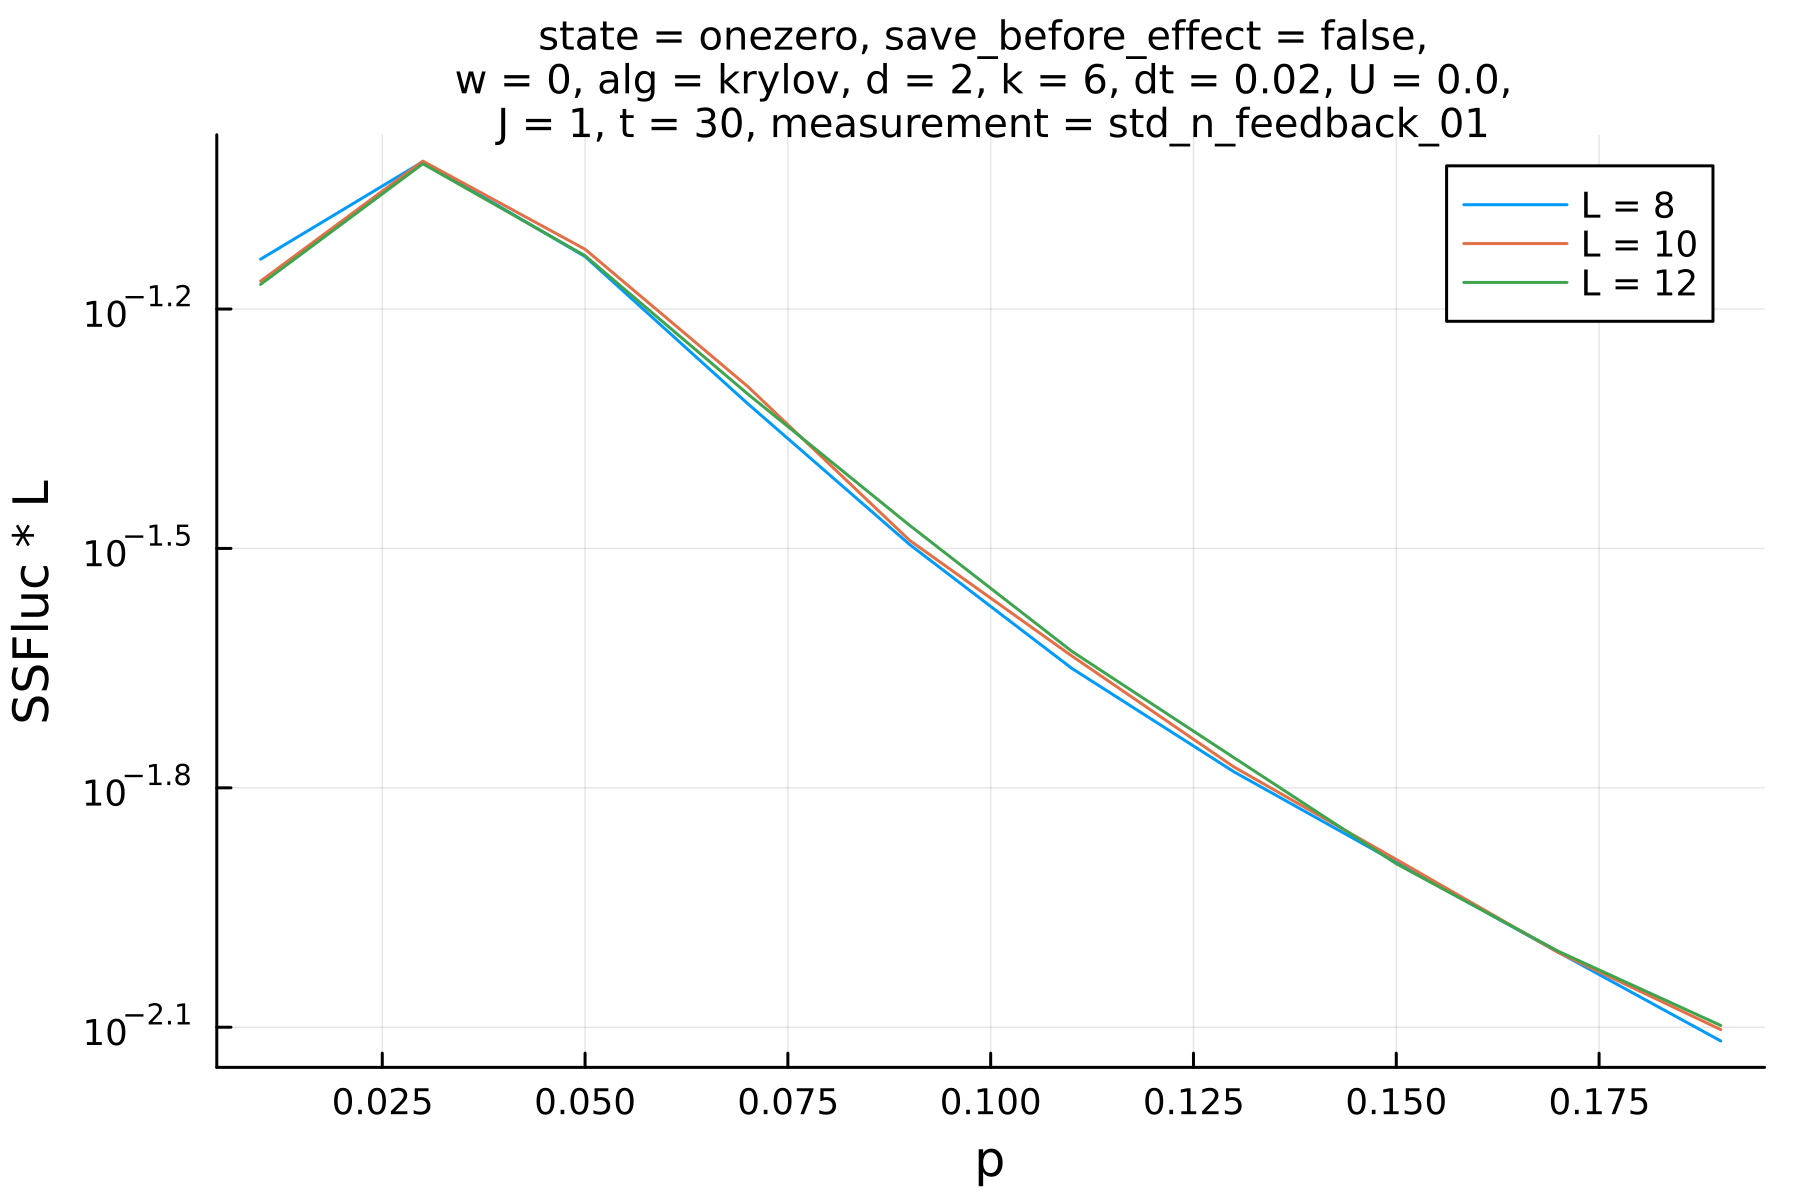 state = onezero, save_before_effect = false,
w = 0, alg = krylov, d = 2, k = 6, dt = 0.02, U = 0.0,
J = 1, t = 30, measurement = std_n_feedback_01
L = 8
L = 10
L = 12
10^−1.2
10^−1.5
10^−1.8
10^−2.1
SSFluc * L
0.025 0.050 0.075 0.100 0.125 0.150 0.175
p